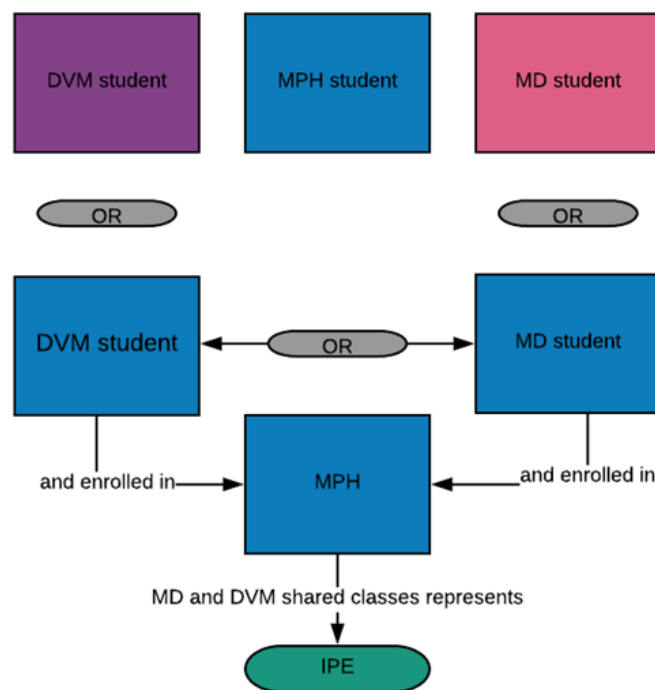 DVM student
MPH student
MD student
OR
OR
DVM student
OR
MD student
and enrolled in
MPH
and enrolled in
MD and DVM shared classes represents
IPE